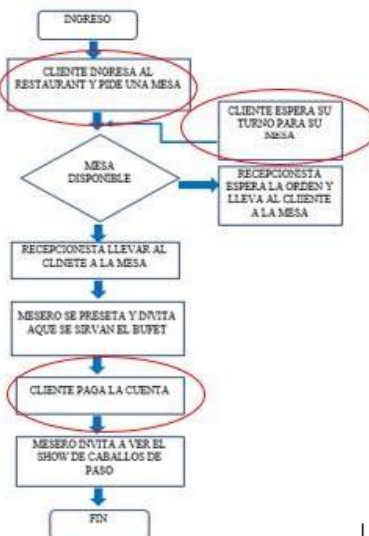 INGRESO
CLIENTE INGRESA AL
RESTAURANT Y PIDE UNA MESA
CLIENTE ESPERA SU
TURNO PARA SU
MESA
MESA
DISPONIBLE
RECEPCIONISTA
ESPERA LA ORDEN Y
LLEVA AL CLIIENTE
A LA MESA
RECEPCIONISTA LLEVAR AL
CLINETE A LA MESA
MESERO SE PRESETA Y INVITA
AQUE SE SIRVAN EL BUFET
CLIENTE PAGA LA CUENTA
MESERO INVITA A VER EL
SHOW DE CABALLOS DE
PASO
FIN